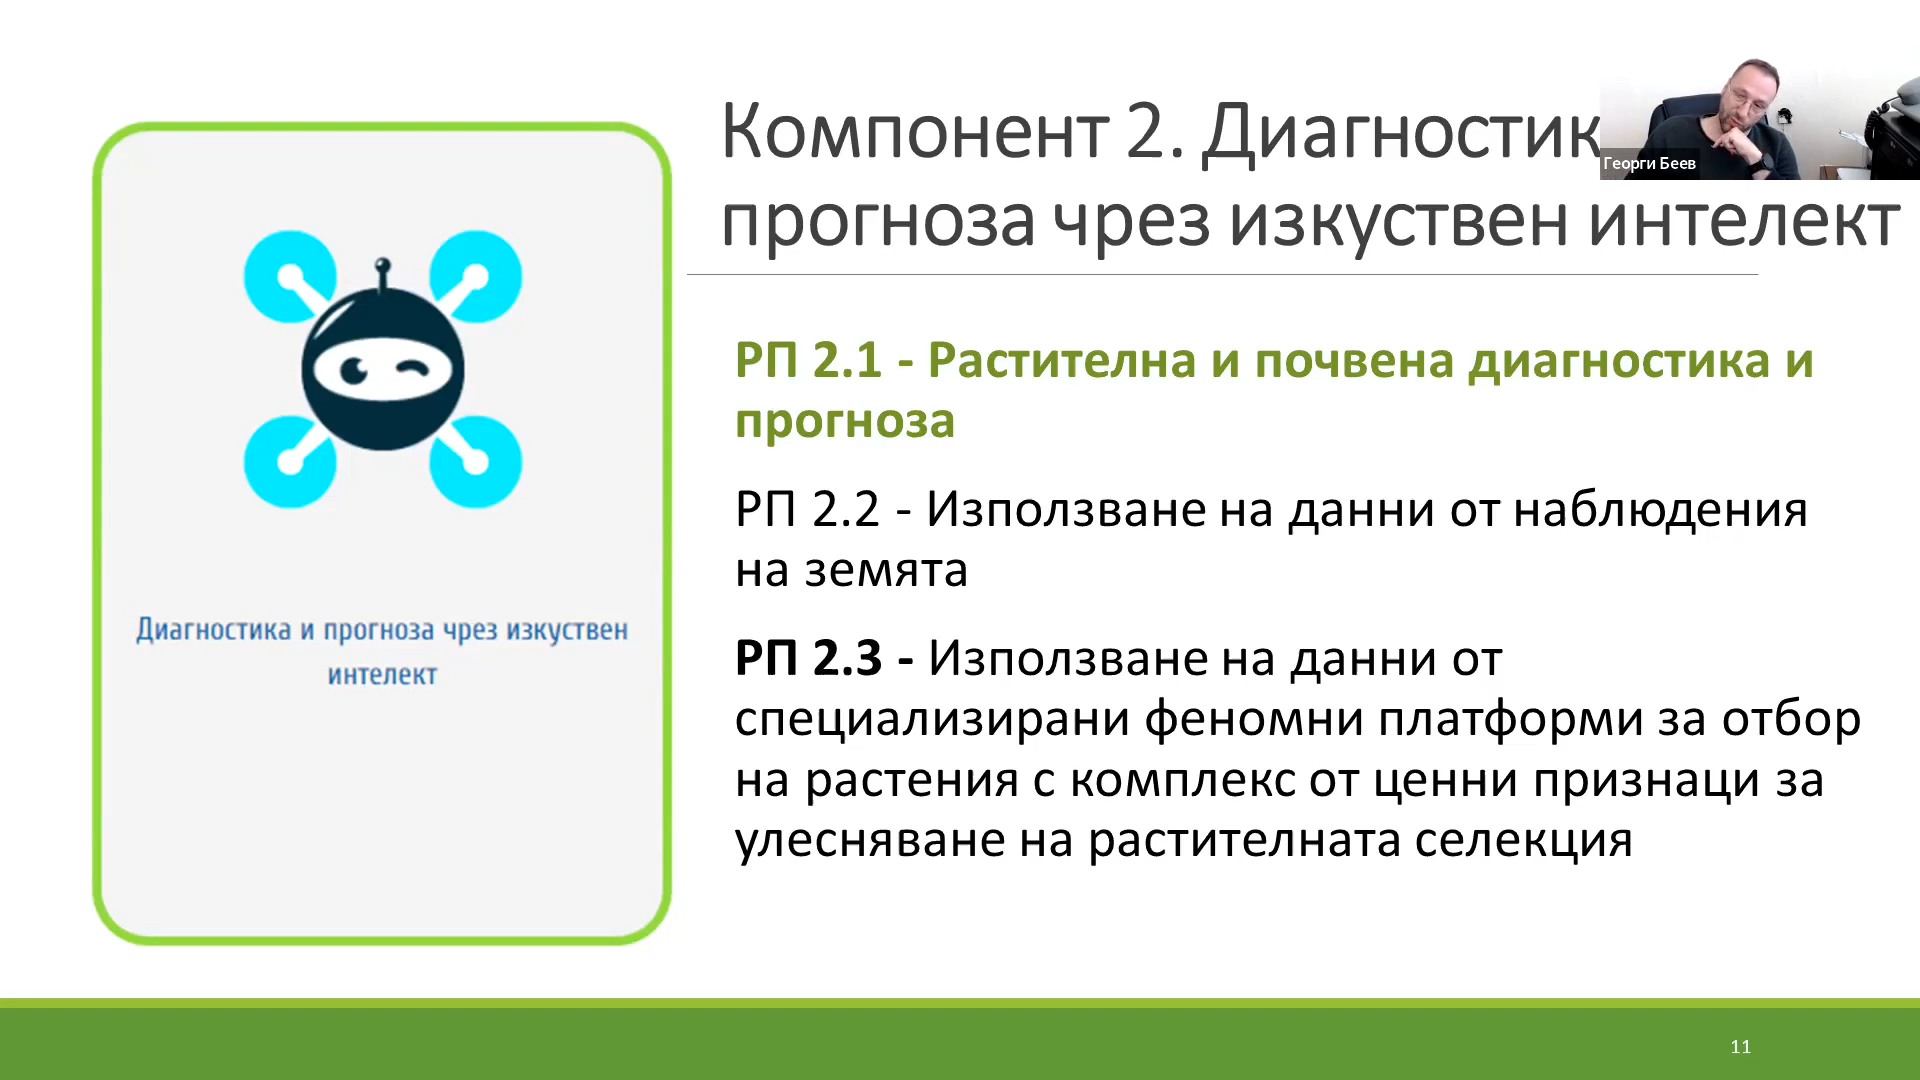 Компонент 2. Диагностик
прогноза чрез изкуствен интелект
Георги Беев
РП 2.1 - Растителна и почвена диагностика и
прогноза
РП 2.2 - Използване на данни от наблюдения
на земята
РП 2.3 - Използване на данни от
специализирани феномни платформи за отбор
на растения с комплекс от ценни признаци за
улесняване на растителната селекция
Диагностика и прогноза чрез изкуствен
интелект
11